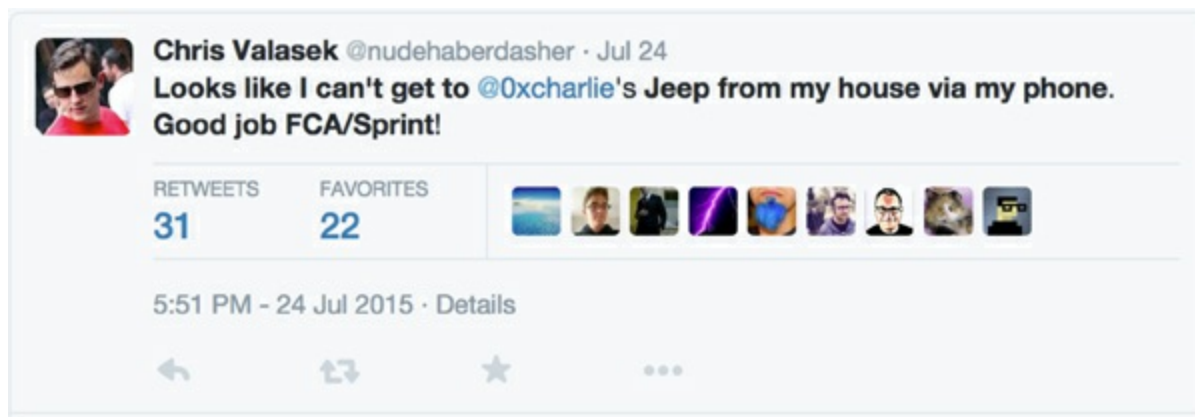 Chris Valasek @nudehaberdasher · Jul 24
Looks like I can't get to @0xcharlie's Jeep from my house via my phone.
Good job FCA/Sprint!
RETWEETS FAVORITES
31 22
5:51 PM - 24 Jul 2015 · Details